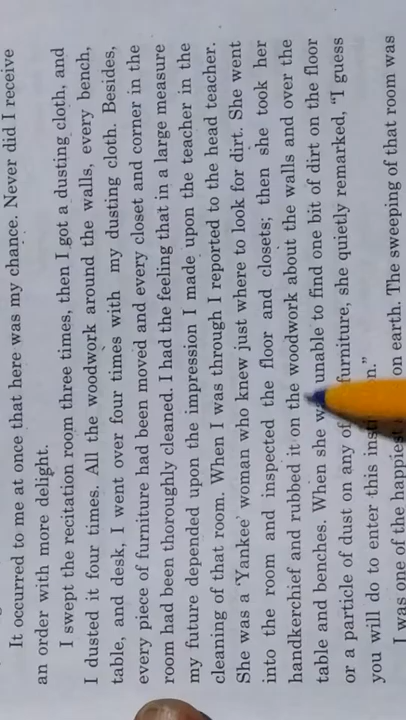 It occurred to me at once that here was my chance. Never did I receive
an order with more delight.
I swept the recitation room three times, then I got a dusting cloth, and
I dusted it four times. All the woodwork around the walls, every bench,
table, and desk, I went over four times with my dusting cloth. Besides,
every piece of furniture had been moved and every closet and corner in the
room had been thoroughly cleaned. I had the feeling that in a large measure
my future depended upon the impression I made upon the teacher in the
cleaning of that room. When I was through I reported to the head teacher.
She was a 'Yankee' woman who knew just where to look for dirt. She went
into the room and inspected the floor and closets; then she took her
handkerchief and rubbed it on the woodwork about the walls and over the
table and benches. When she unable to find one bit of dirt on the floor
or a particle of dust on any of furniture, she quietly remarked, "I guess
you will do to enter this
I was one of the happiest on earth. The sweeping of that room was